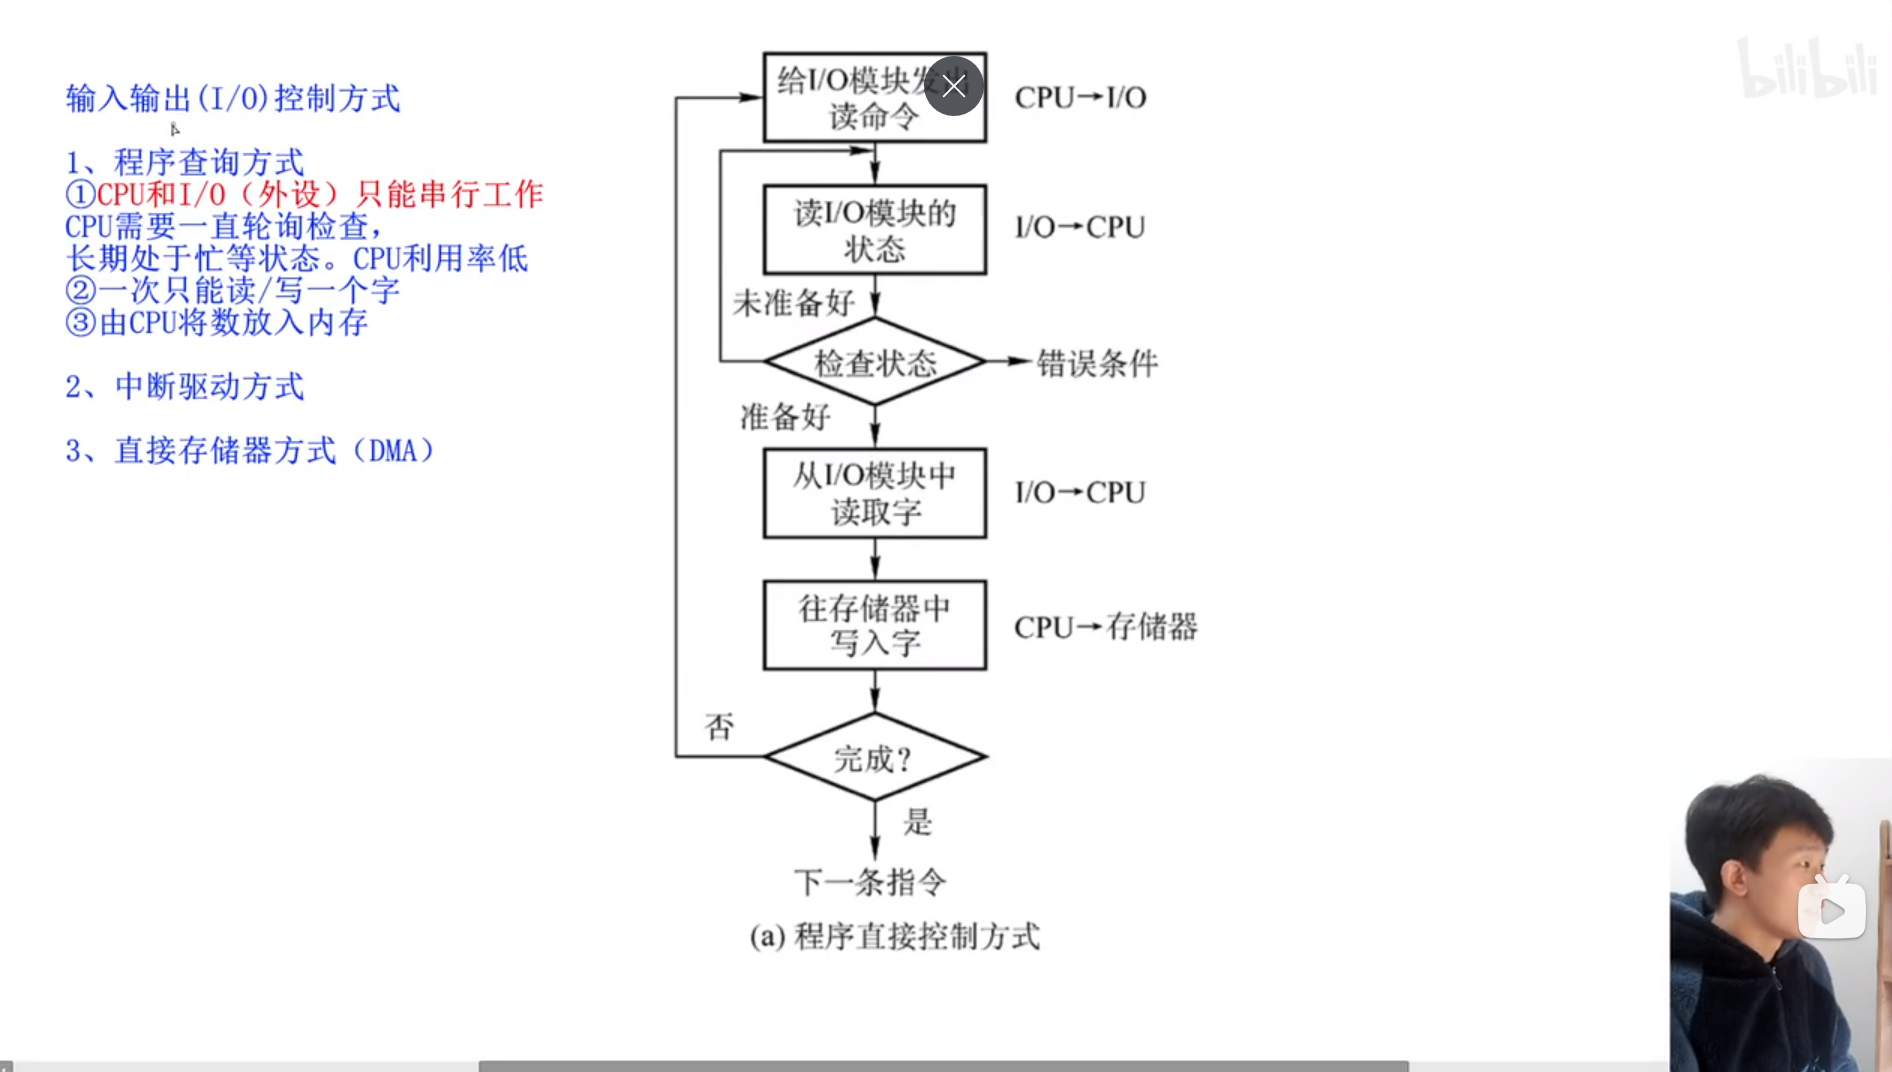 输入输出(I/O)控制方式
1、程序查询方式
①CPU和I/O（外设）只能串行工作
CPU需要一直轮询检查，
长期处于忙等状态。CPU利用率低
②一次只能读/写一个字
③由CPU将数放入内存
2、中断驱动方式
3、直接存储器方式（DMA）
给I/O模块发出
读命令
CPU→I/O
读I/O模块的
状态
I/O→CPU
未准备好
检查状态
错误条件
准备好
从I/O模块中
读取字
I/O→CPU
往存储器中
写入字
CPU→存储器
否
完成?
是
下一条指令
(a) 程序直接控制方式
bilibili